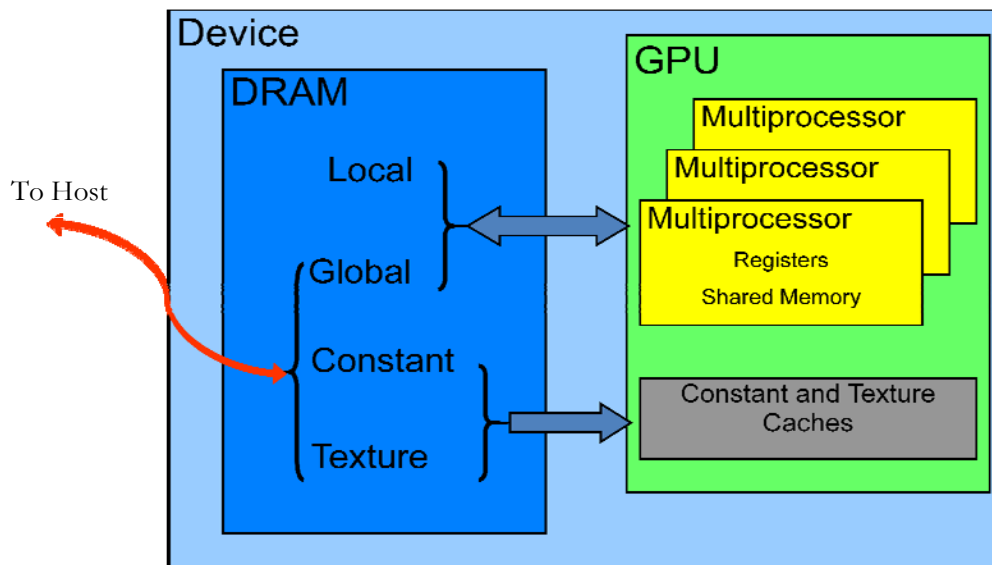 Device
GPU
DRAM
Multiprocessor
Multiprocessor
Multiprocessor
Registers
Shared Memory
Local
To Host
Global
Constant
Texture
Constant and Texture
Caches